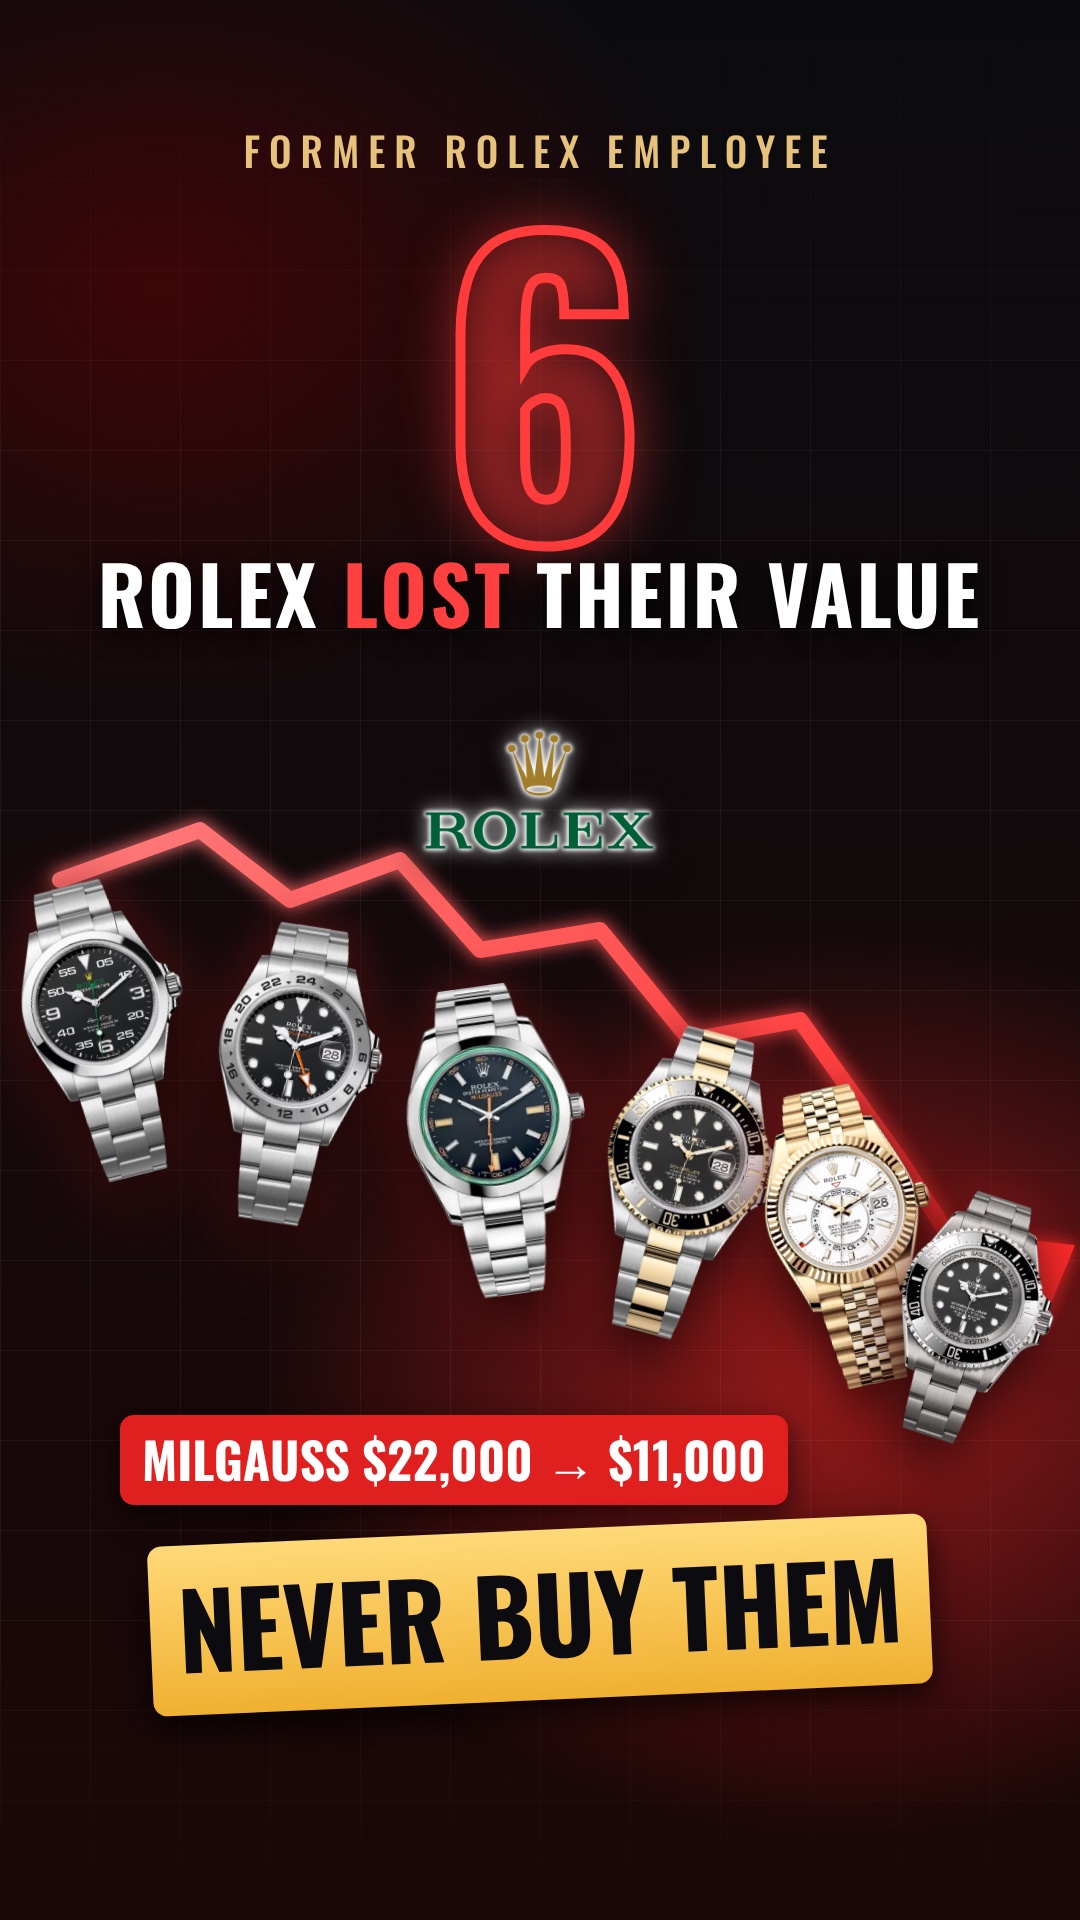 FORMER ROLEX EMPLOYEE
6
ROLEX LOST THEIR VALUE
ROLEX
MILGAUSS $22,000 → $11,000
NEVER BUY THEM